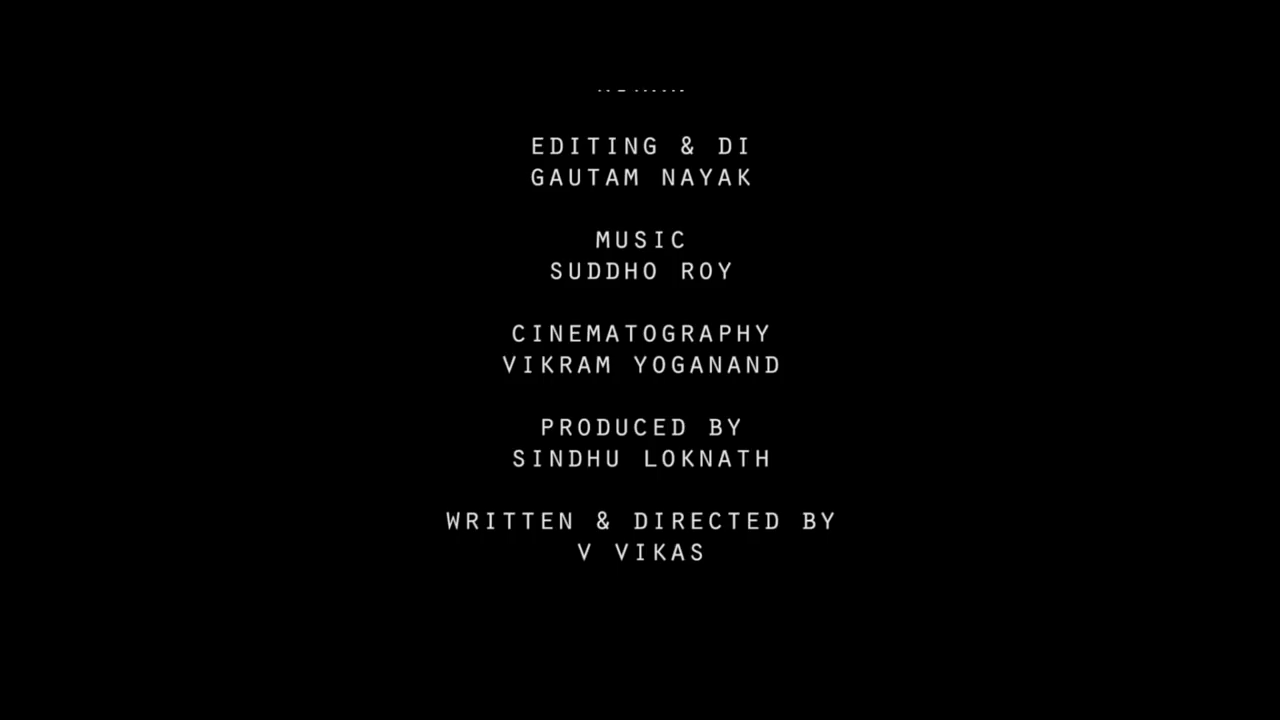 EDITING & DI
GAUTAM NAYAK
MUSIC
SUDDHO ROY
CINEMATOGRAPHY
VIKRAM YOGANAND
PRODUCED BY
SINDHU LOKNATH
WRITTEN & DIRECTED BY
V VIKAS